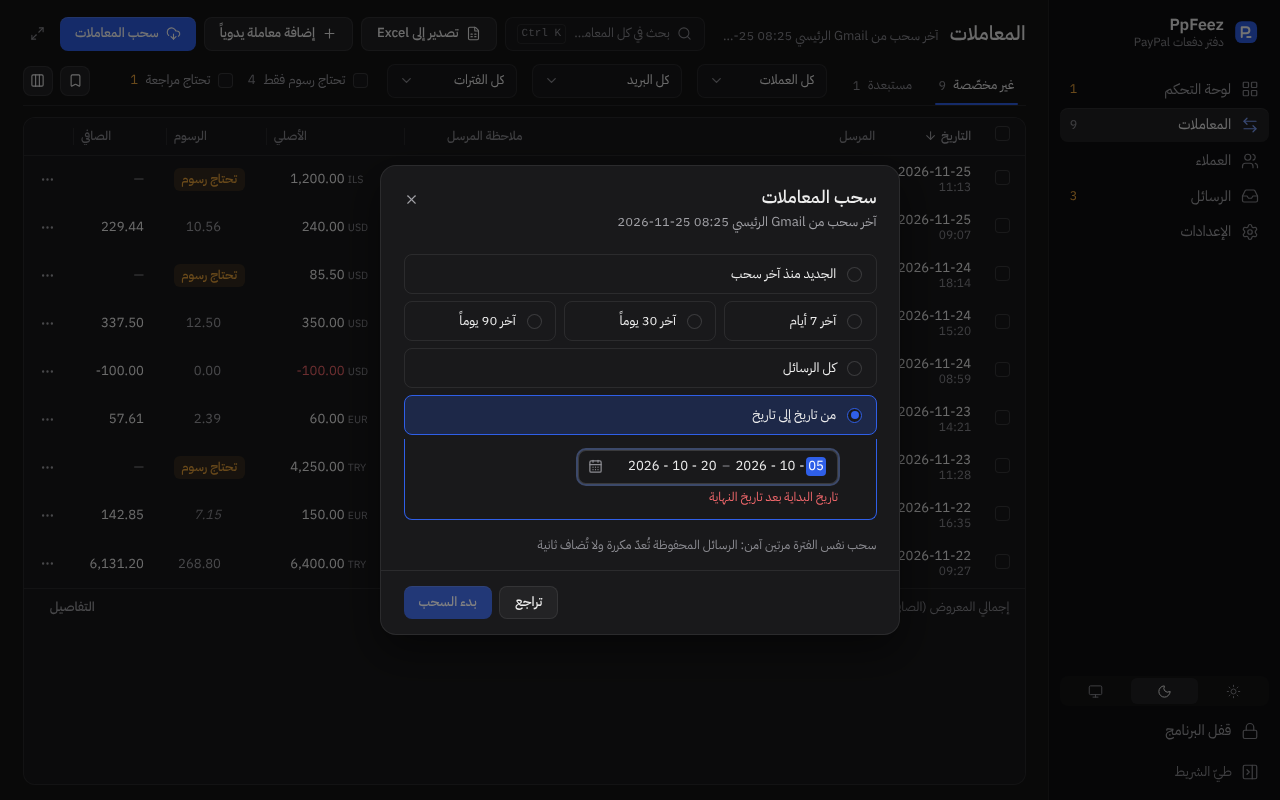 PpFeez
دفتر دفعات PayPal
لوحة التحكم 1
المعاملات 9
العملاء
الرسائل 3
الإعدادات
قفل البرنامج
طيّ الشريط
المعاملات
آخر سحب من Gmail الرئيسي 08:25 25-...
بحث في كل المعامـ... Ctrl K
تصدير إلى Excel
إضافة معاملة يدوياً
سحب المعاملات
غير مخصّصة 9
مستبعدة 1
كل العملات
كل البريد
كل الفترات
تحتاج رسوم فقط 4
تحتاج مراجعة 1
التاريخ ↓ المرسل ملاحظة المرسل الأصلي الرسوم الصافي
2026-11-25 11:13 1,200.00 ILS تحتاج رسوم —
2026-11-25 09:07 240.00 USD 10.56 229.44
2026-11-24 18:14 85.50 USD تحتاج رسوم —
2026-11-24 15:20 350.00 USD 12.50 337.50
2026-11-24 08:59 -100.00 USD 0.00 -100.00
2026-11-23 14:21 60.00 EUR 2.39 57.61
2026-11-23 11:28 4,250.00 TRY تحتاج رسوم —
2026-11-22 16:35 150.00 EUR 7.15 142.85
2026-11-22 09:27 6,400.00 TRY 268.80 6,131.20
إجمالي المعروض (الصا
التفاصيل
سحب المعاملات
آخر سحب من Gmail الرئيسي 08:25 2026-11-25
الجديد منذ آخر سحب
آخر 7 أيام
آخر 30 يوماً
آخر 90 يوماً
كل الرسائل
من تاريخ إلى تاريخ
2026 - 10 - 20 – 2026 - 10 - 05
تاريخ البداية بعد تاريخ النهاية
سحب نفس الفترة مرتين آمن: الرسائل المحفوظة تُعدّ مكررة ولا تُضاف ثانية
تراجع
بدء السحب